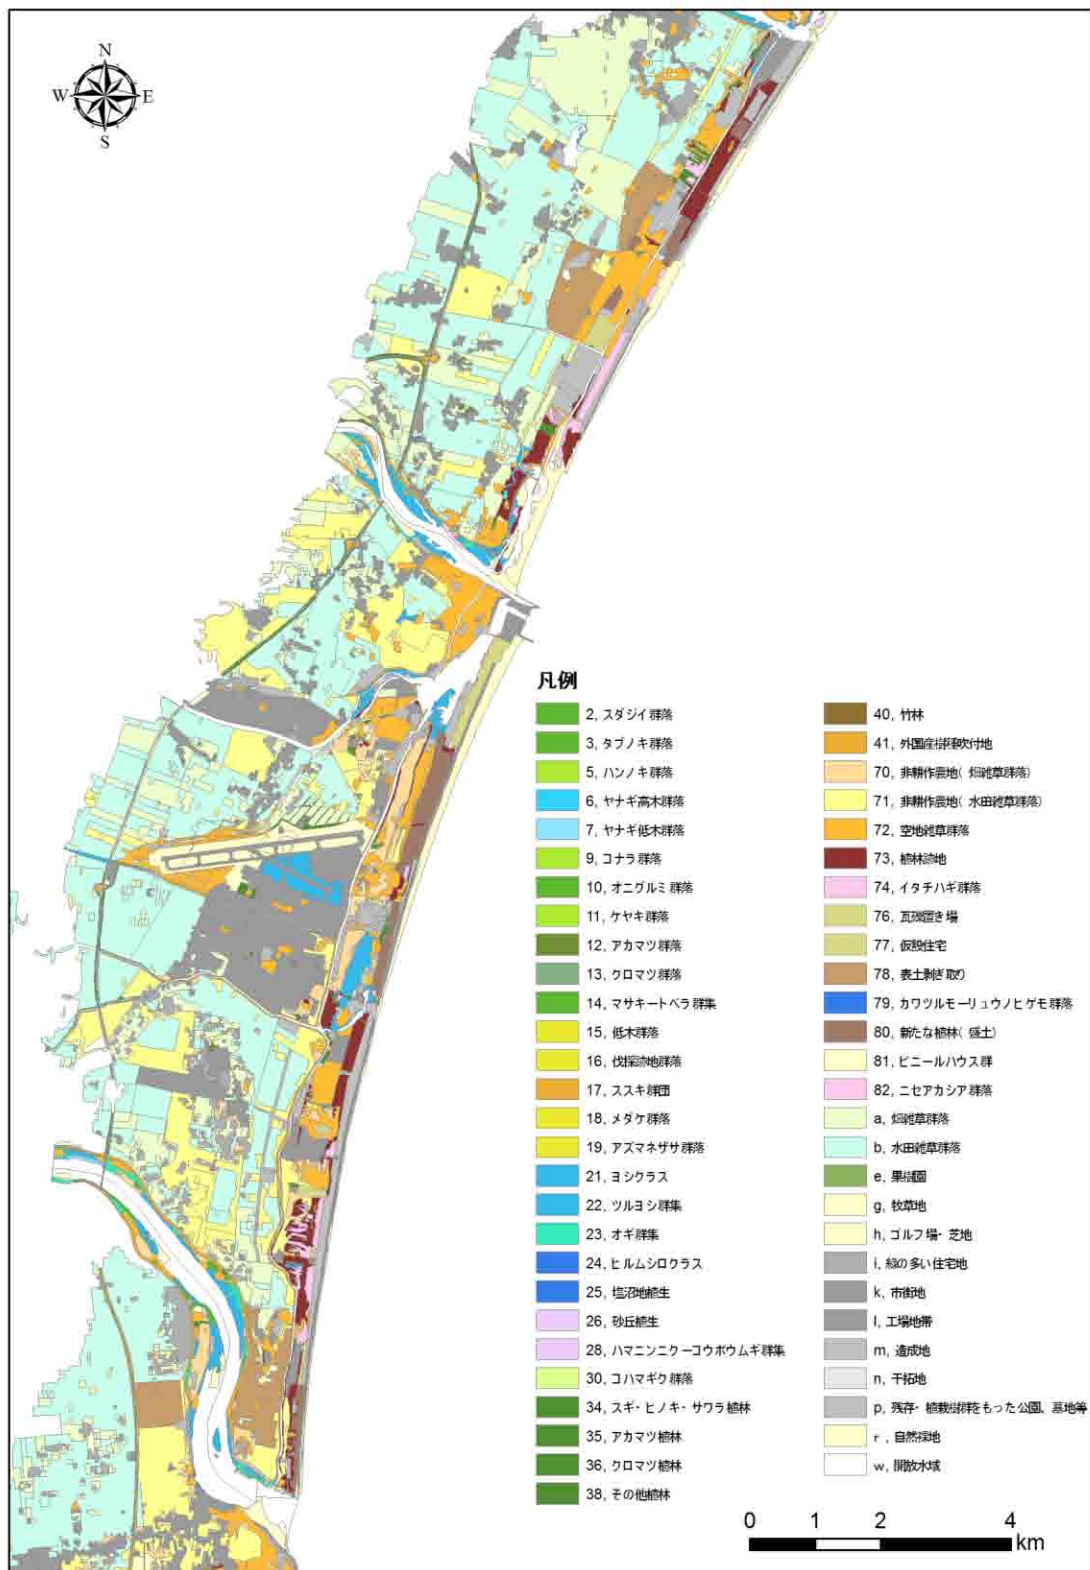 N
W E
S
凡例
2, スダジイ群落
3, タブノキ群落
5, ハンノキ群落
6, ヤナギ高木群落
7, ヤナギ低木群落
9, コナラ群落
10, オニグルミ群落
11, ケヤキ群落
12, アカマツ群落
13, クロマツ群落
14, マサキートベラ群集
15, 低木群落
16, 伐採跡地群落
17, ススキ群団
18, メダケ群落
19, アズマネザサ群落
21, ヨシクラス
22, ツルヨシ群集
23, オギ群集
24, ヒルムシロクラス
25, 塩沼地植生
26, 砂丘植生
28, ハマニンニクーコウボウムギ群集
30, コハマギク群落
34, スギ・ヒノキ・サワラ植林
35, アカマツ植林
36, クロマツ植林
38, その他植林
40, 竹林
41, 外国産樹種吹付地
70, 非耕作農地(畑雑草群落)
71, 非耕作農地(水田雑草群落)
72, 空地雑草群落
73, 植林跡地
74, イタチハギ群落
76, 瓦礫置き場
77, 仮設住宅
78, 表土剥ぎ取り
79, カワツルモーリュウノヒゲモ群落
80, 新たな植林(盛土)
81, ビニールハウス群
82, ニセアカシア群落
a, 畑雑草群落
b, 水田雑草群落
e, 果樹園
g, 牧草地
h, ゴルフ場・芝地
i, 緑の多い住宅地
k, 市街地
l, 工場地帯
m, 造成地
n, 干拓地
p, 残存・植栽樹群をもった公園、墓地等
r, 自然裸地
w, 開放水域
0 1 2 4
km